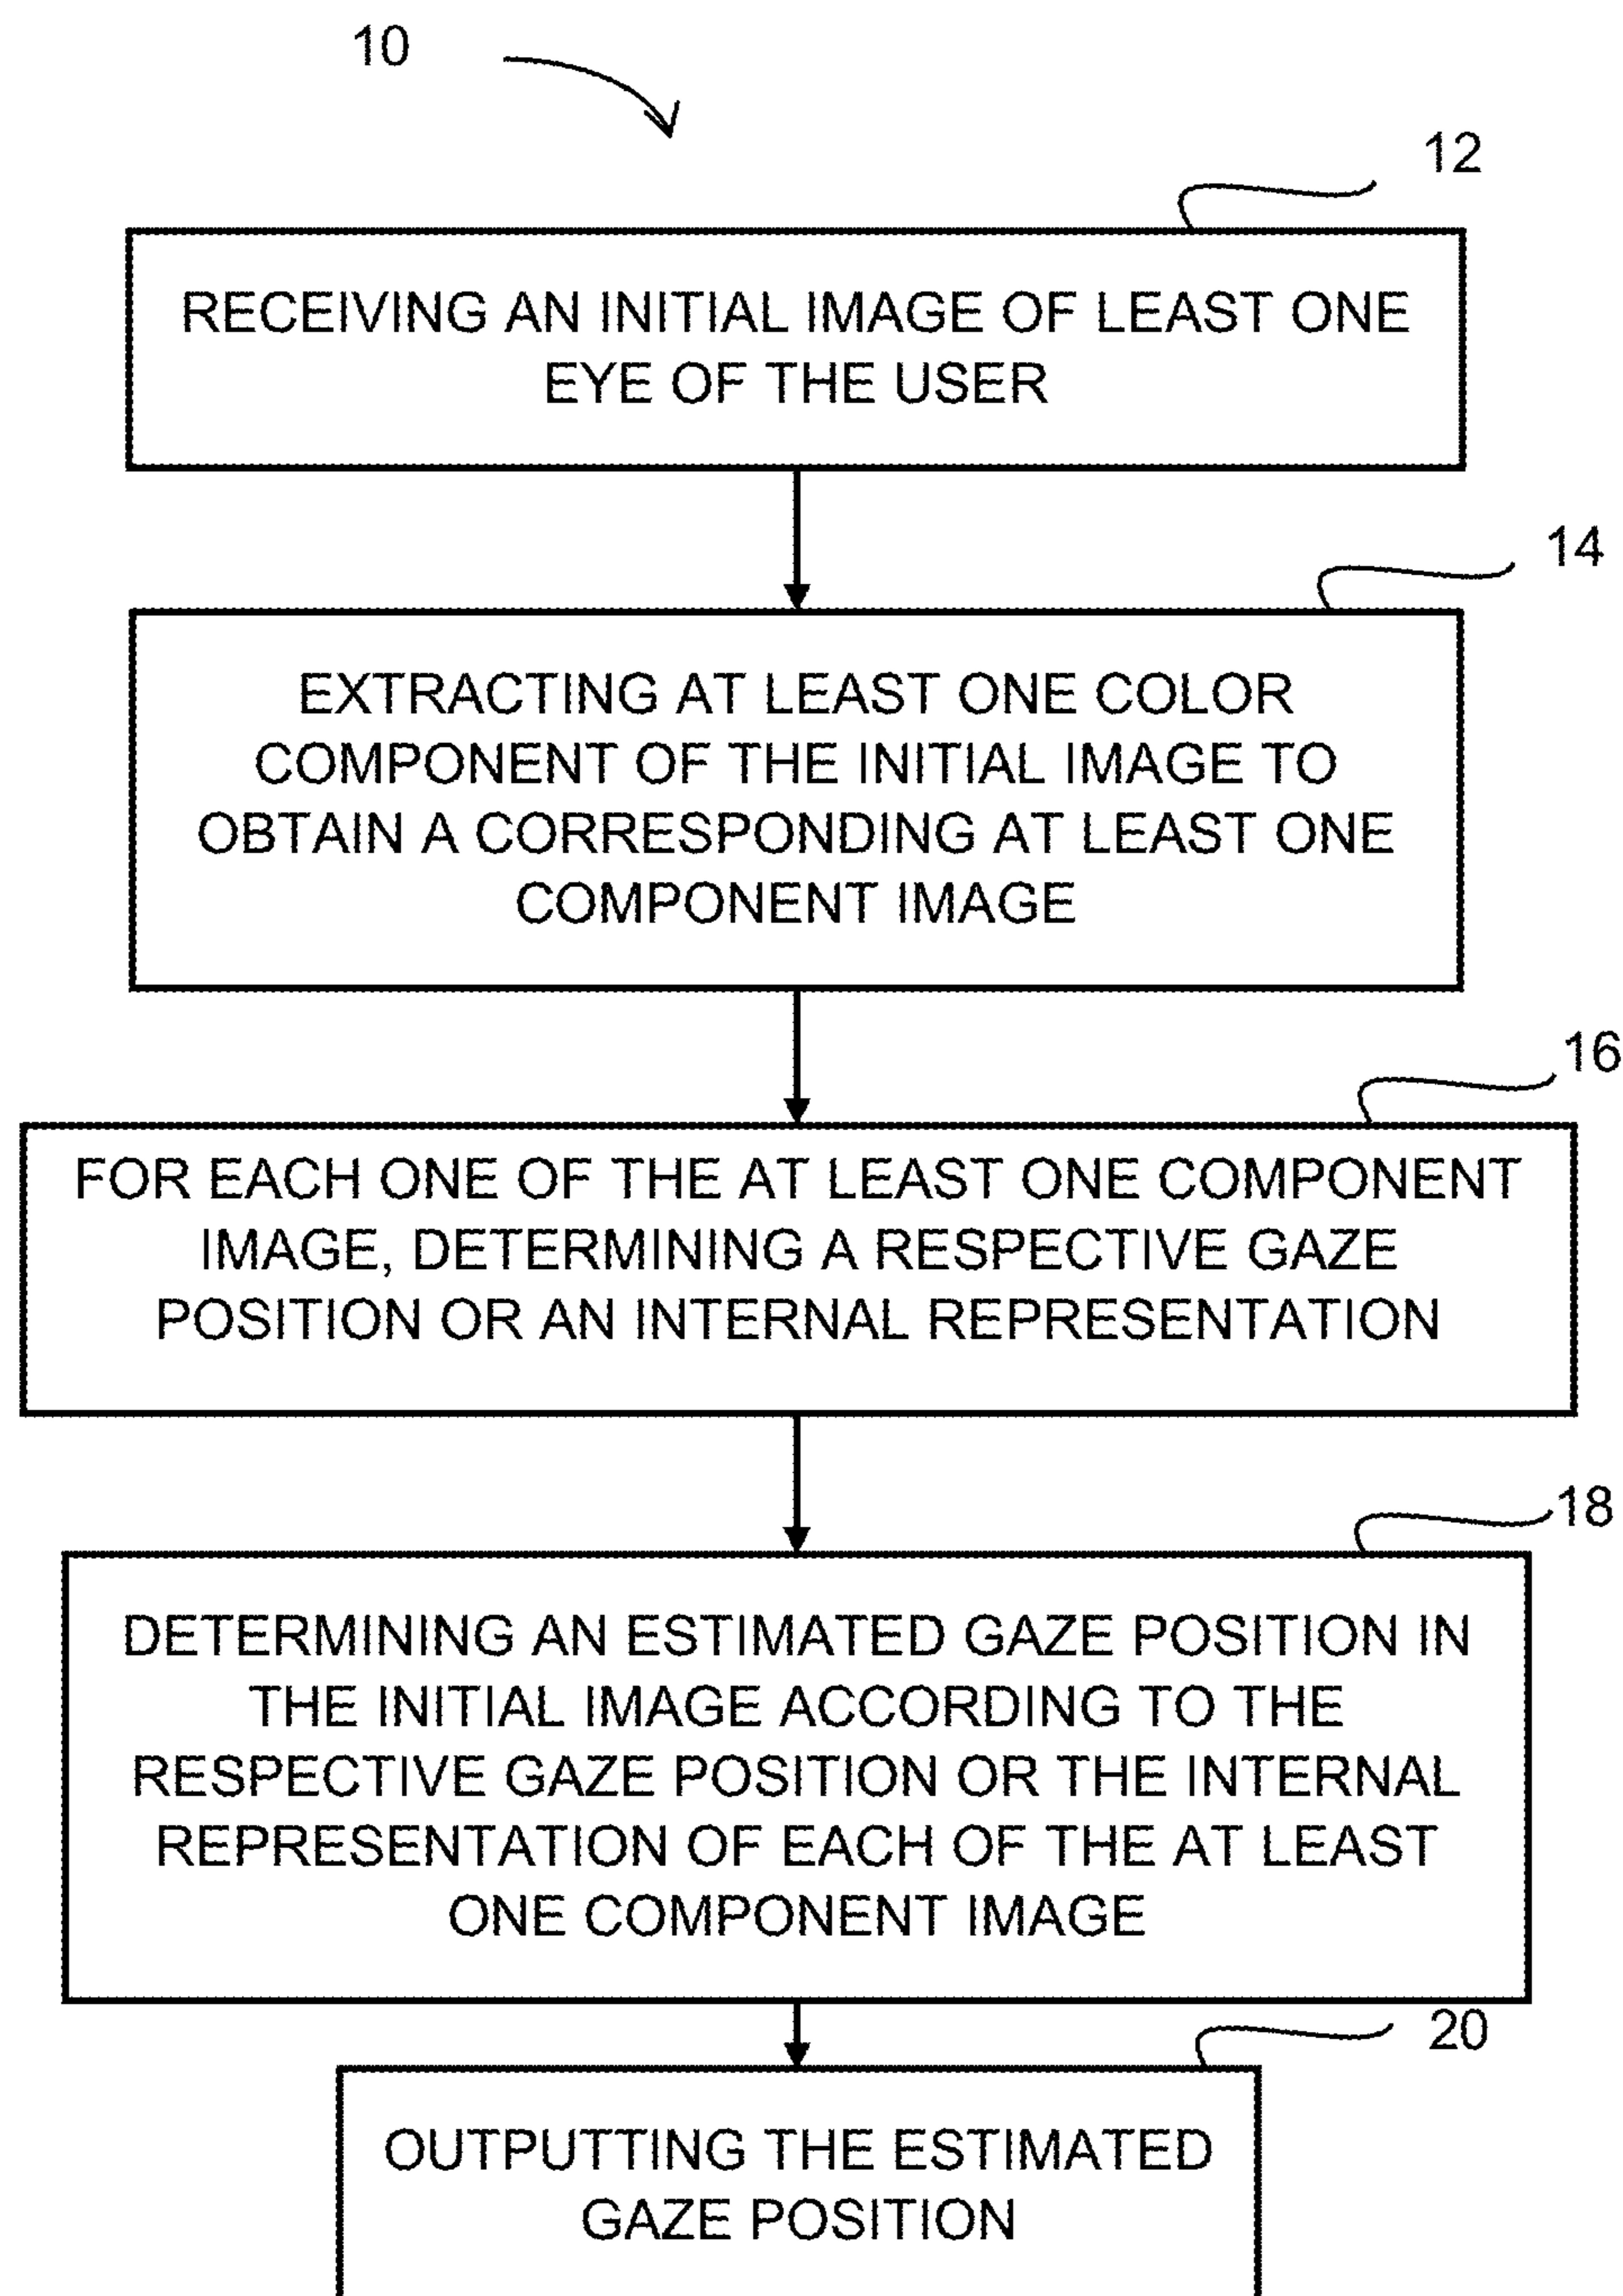 10
12
RECEIVING AN INITIAL IMAGE OF LEAST ONE
EYE OF THE USER
14
EXTRACTING AT LEAST ONE COLOR
COMPONENT OF THE INITIAL IMAGE TO
OBTAIN A CORRESPONDING AT LEAST ONE
COMPONENT IMAGE
16
FOR EACH ONE OF THE AT LEAST ONE COMPONENT
IMAGE, DETERMINING A RESPECTIVE GAZE
POSITION OR AN INTERNAL REPRESENTATION
18
DETERMINING AN ESTIMATED GAZE POSITION IN
THE INITIAL IMAGE ACCORDING TO THE
RESPECTIVE GAZE POSITION OR THE INTERNAL
REPRESENTATION OF EACH OF THE AT LEAST
ONE COMPONENT IMAGE
20
OUTPUTTING THE ESTIMATED
GAZE POSITION